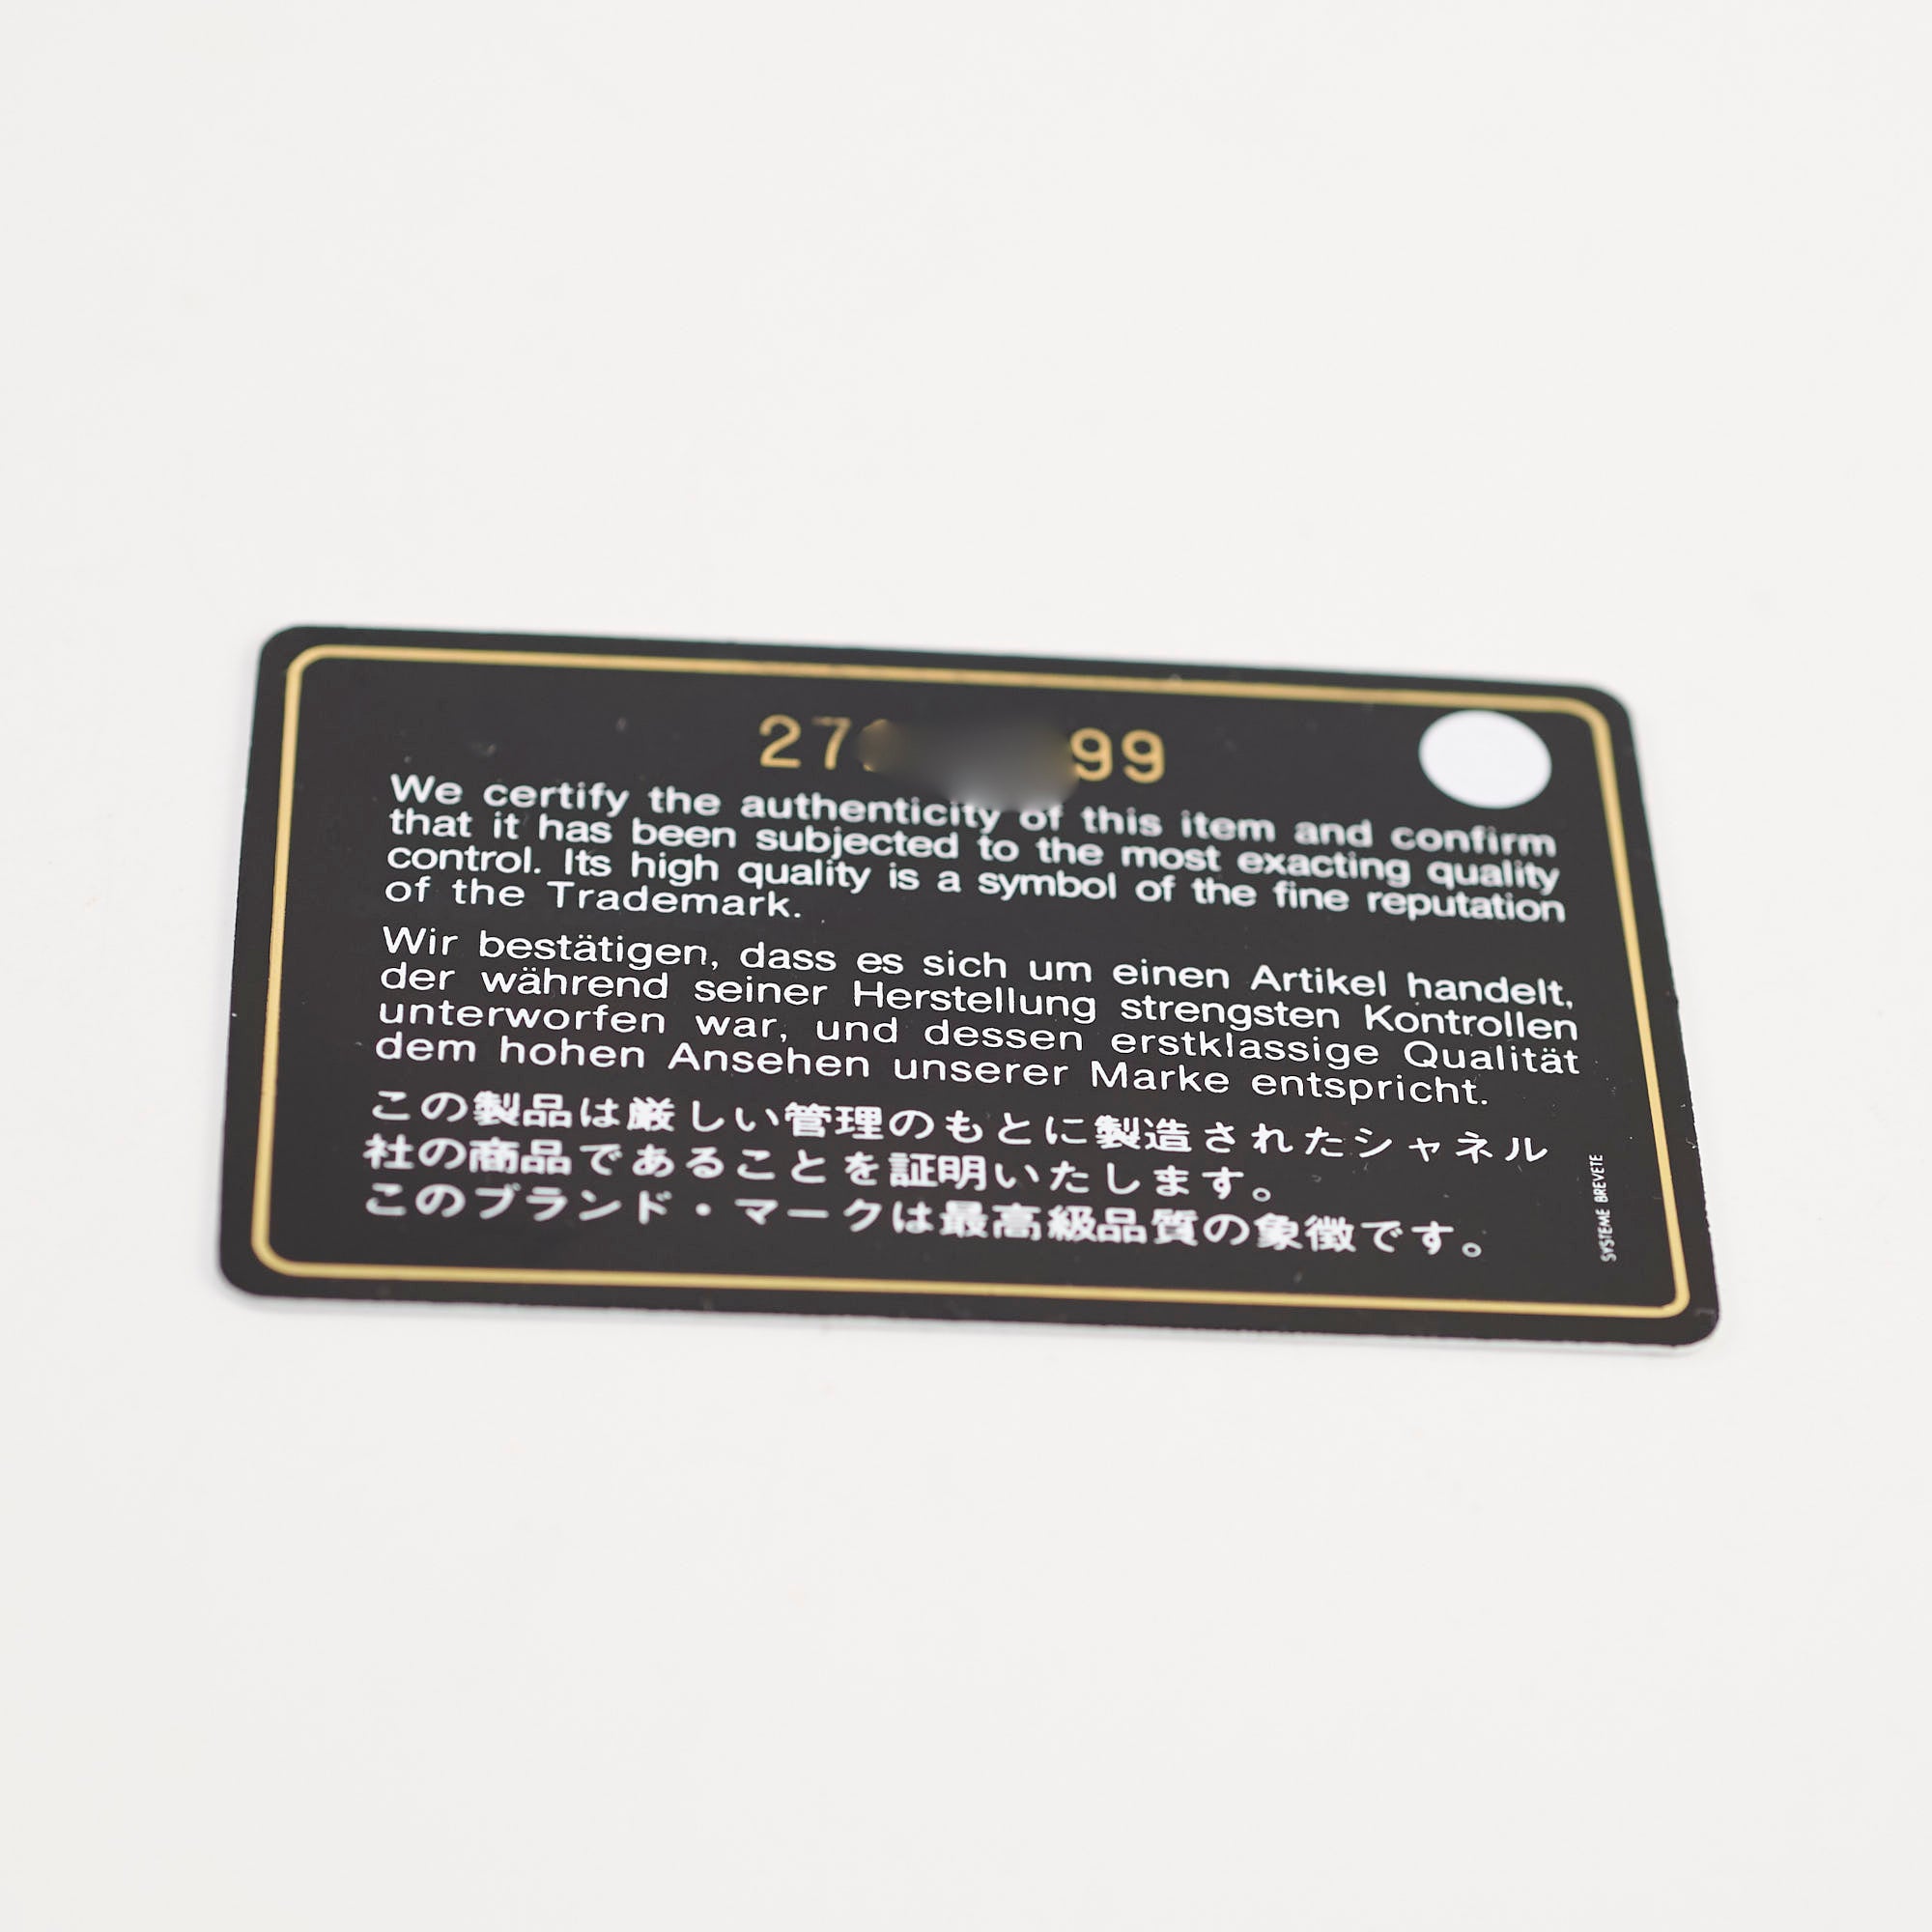 27 99
We certify the authenticity of this item and confirm
that it has been subjected to the most exacting quality
control. Its high quality is a symbol of the fine reputation
of the Trademark.
Wir bestätigen, dass es sich um einen Artikel handelt,
der während seiner Herstellung strengsten Kontrollen
unterworfen war, und dessen erstklassige Qualität
dem hohen Ansehen unserer Marke entspricht.
この製品は厳しい管理のもとに製造されたシャネル
社の商品であることを証明いたします。
このブランド・マークは最高級品質の象徴です。
SYSTEME BREVETE